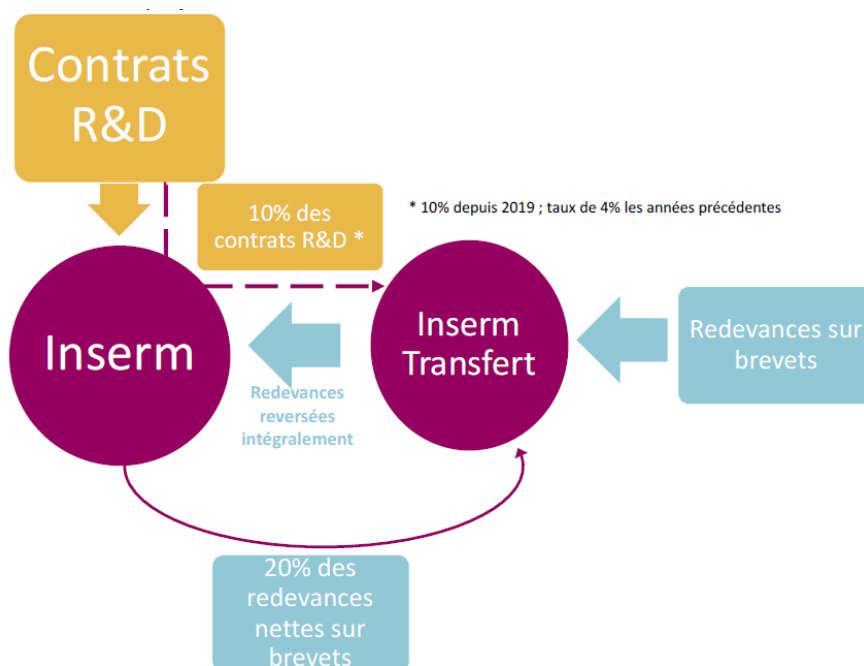 Contrats
R&D
10% des
contrats R&D *
* 10% depuis 2019 ; taux de 4% les années précédentes
Inserm
Inserm
Transfert
Redevances sur
brevets
Redevances
reversées
intégralement
20% des
redevances
nettes sur
brevets